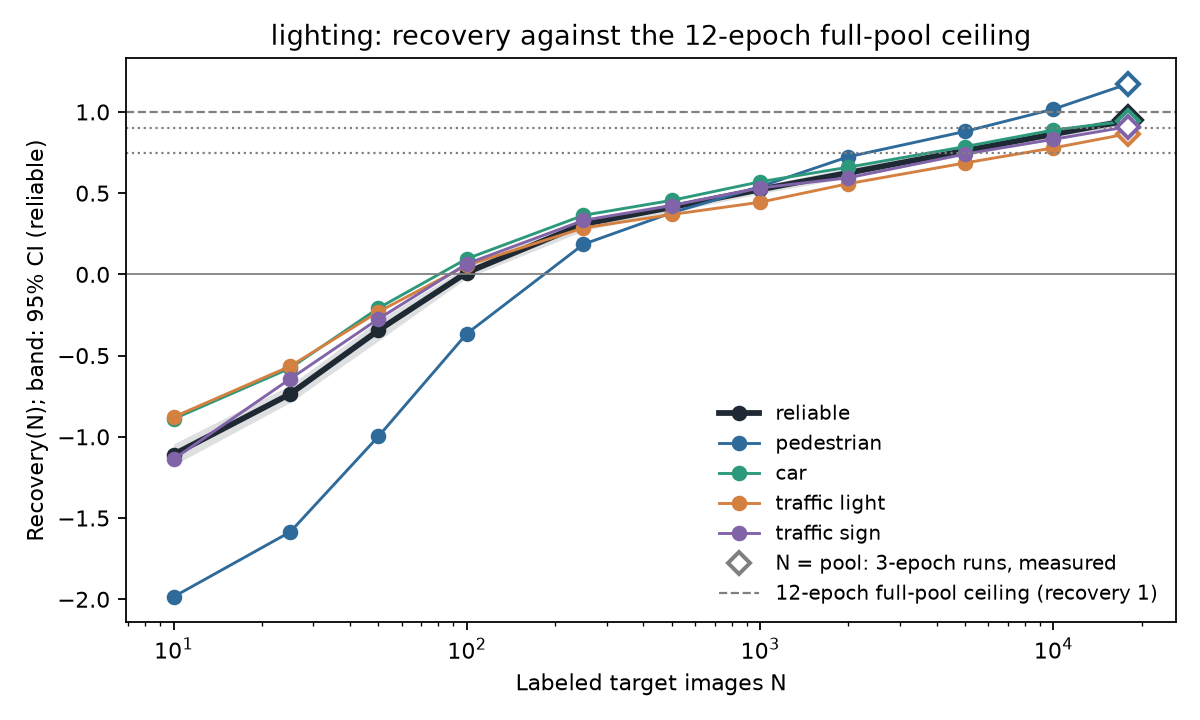 lighting: recovery against the 12-epoch full-pool ceiling
Recovery(N); band: 95% CI (reliable)
1.0
0.5
0.0
−0.5
−1.0
−1.5
−2.0
reliable
pedestrian
car
traffic light
traffic sign
N = pool: 3-epoch runs, measured
12-epoch full-pool ceiling (recovery 1)
10¹ 10² 10³ 10⁴
Labeled target images N